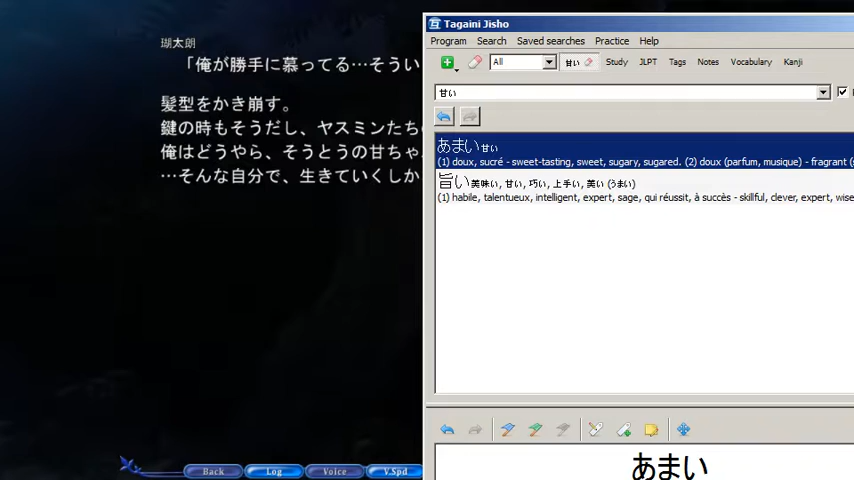 瑚太朗
「俺が勝手に慕ってる…そうい
髪型をかき崩す。
鍵の時もそうだし、ヤスミンたちの
俺はどうやら、そうとうの甘ちゃ
…そんな自分で、生きていくしか
Back
Log
Voice
V.Spd
Tagaini Jisho
Program Search Saved searches Practice Help
All 甘い Study JLPT Tags Notes Vocabulary Kanji
甘い
あまい 甘い
(1) doux, sucré - sweet-tasting, sweet, sugary, sugared. (2) doux (parfum, musique) - fragrant (
旨い 美味い, 甘い, 巧い, 上手い, 美い (うまい)
(1) habile, talentueux, intelligent, expert, sage, qui réussit, à succès - skillful, clever, expert, wise
あまい